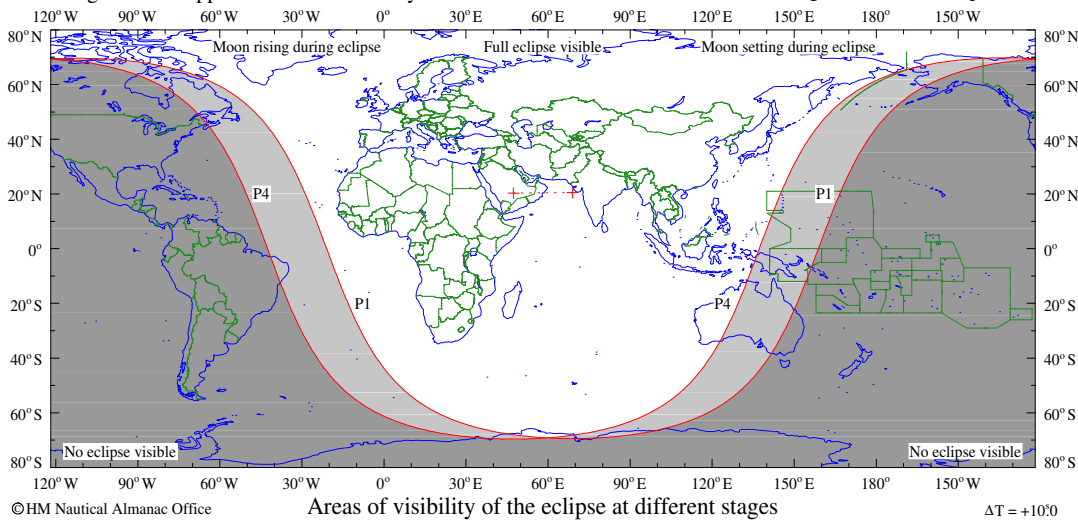 120°W 90°W 60°W 30°W 0° 30°E 60°E 90°E 120°E 150°E 180° 150°W
80°N Moon rising during eclipse Full eclipse visible Moon setting during eclipse 80°N
60°N 60°N
40°N 40°N
20°N P4 P1 20°N
0° 0°
20°S P1 P4 20°S
40°S 40°S
60°S 60°S
No eclipse visible No eclipse visible
80°S 80°S
120°W 90°W 60°W 30°W 0° 30°E 60°E 90°E 120°E 150°E 180° 150°W
©HM Nautical Almanac Office Areas of visibility of the eclipse at different stages ΔT = +10ˢ.0